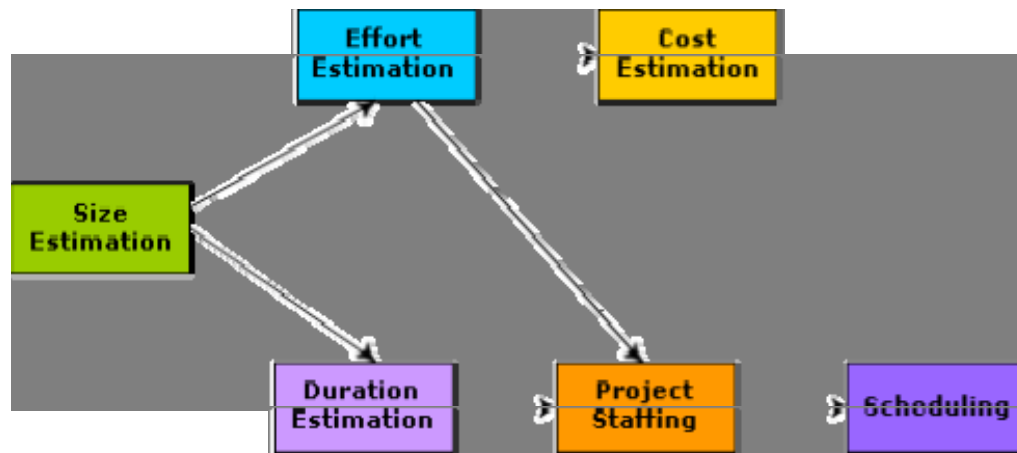 Effort
Estimation
Cost
Estimation
Size
Estimation
Duration
Estimation
Project
Staffing
Scheduling